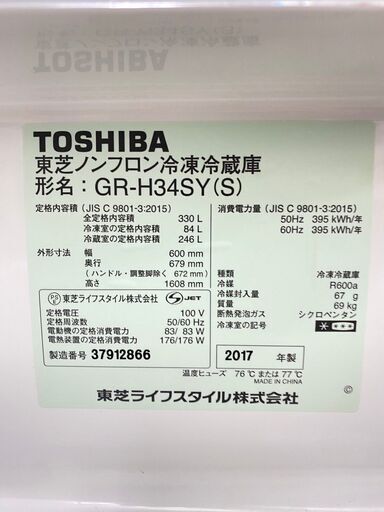 TOSHIBA
東芝ノンフロン冷凍冷蔵庫
形名：GR-H34SY(S)
定格内容積（JIS C 9801-3:2015）
全定格内容積 330 L
冷凍室の定格内容積 84 L
冷蔵室の定格内容積 246 L
外形寸法 幅 600 mm
奥行 679 mm
（ハンドル・調整脚除く 672 mm）
高さ 1608 mm
消費電力量（JIS C 9801-3:2015）
50Hz 395 kWh/年
60Hz 395 kWh/年
種類 冷凍冷蔵庫
冷媒 R600a
冷媒封入量 67 g
質量 69 kg
断熱発泡ガス シクロペンタン
冷凍室の記号
PSE 東芝ライフスタイル株式会社 JET
定格電圧 100 V
定格周波数 50/60 Hz
電動機の定格消費電力 83/ 83 W
電熱装置の定格消費電力 176/176 W
製造番号 37912866
2017 年製
温度ヒューズ 76℃または 77℃
MADE IN CHINA
©
東芝ライフスタイル株式会社